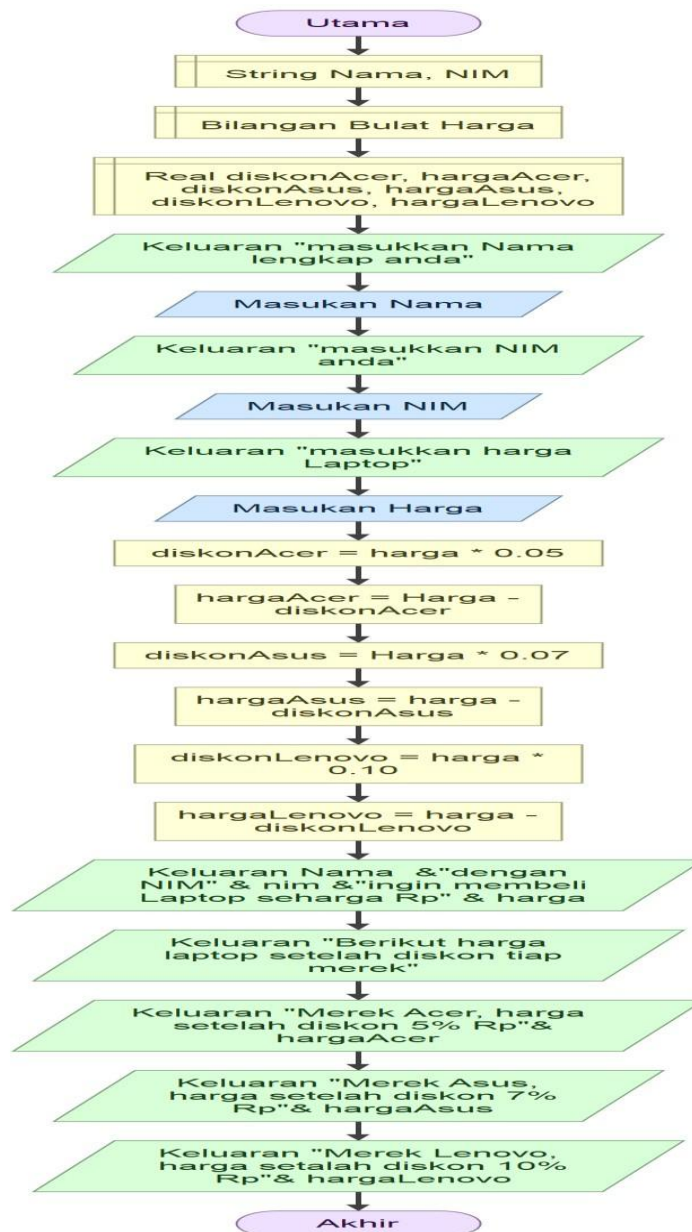 Utama
String Nama, NIM
Bilangan Bulat Harga
Real diskonAcer, hargaAcer,
diskonAsus, hargaAsus,
diskonLenovo, hargaLenovo
Keluaran "masukkan Nama
lengkap anda"
Masukan Nama
Keluaran "masukkan NIM
anda"
Masukan NIM
Keluaran "masukkan harga
Laptop"
Masukan Harga
diskonAcer = harga * 0.05
hargaAcer = Harga -
diskonAcer
diskonAsus = Harga * 0.07
hargaAsus = harga -
diskonAsus
diskonLenovo = harga *
0.10
hargaLenovo = harga -
diskonLenovo
Keluaran Nama &"dengan
NIM" & nim &"ingin membeli
Laptop seharga Rp" & harga
Keluaran "Berikut harga
laptop setelah diskon tiap
merek"
Keluaran "Merek Acer, harga
setelah diskon 5% Rp"&
hargaAcer
Keluaran "Merek Asus,
harga setelah diskon 7%
Rp"& hargaAsus
Keluaran "Merek Lenovo,
harga setalah diskon 10%
Rp"& hargaLenovo
Akhir